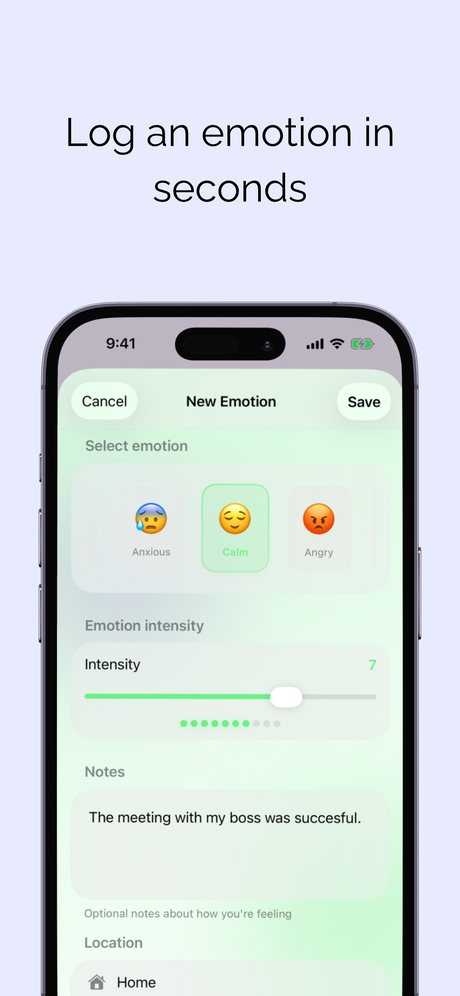 Log an emotion in
seconds
9:41
Cancel
New Emotion
Save
Select emotion
Anxious
Calm
Angry
Emotion intensity
Intensity
7
Notes
The meeting with my boss was succesful.
Optional notes about how you're feeling
Location
Home